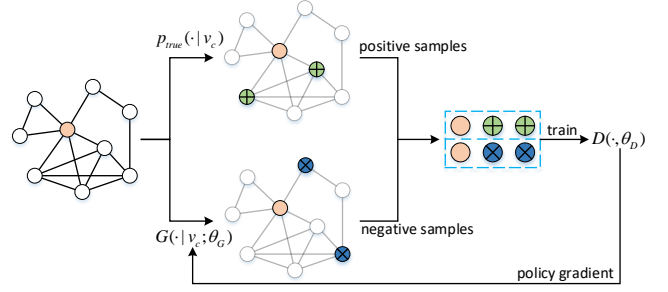 p_true(·|v_c)
positive samples
train
D(·,θ_D)
G(·|v_c;θ_G)
negative samples
policy gradient